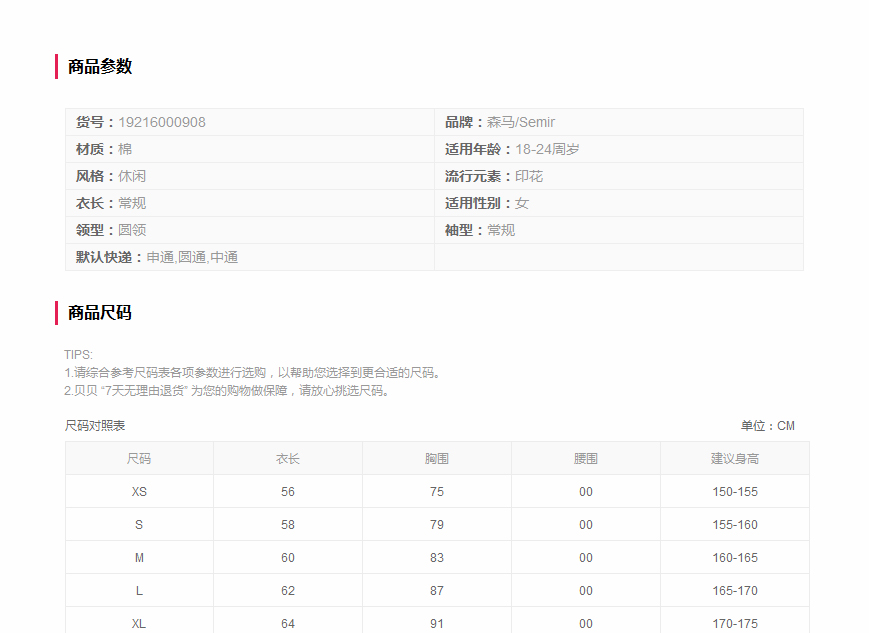 商品参数
货号：19216000908 品牌：森马/Semir
材质：棉 适用年龄：18-24周岁
风格：休闲 流行元素：印花
衣长：常规 适用性别：女
领型：圆领 袖型：常规
默认快递：申通,圆通,中通
商品尺码
TIPS:
1.请综合参考尺码表各项参数进行选购，以帮助您选择到更合适的尺码。
2.贝贝 “7天无理由退货” 为您的购物做保障，请放心挑选尺码。
尺码对照表 单位：CM
尺码 衣长 胸围 腰围 建议身高
XS 56 75 00 150-155
S 58 79 00 155-160
M 60 83 00 160-165
L 62 87 00 165-170
XL 64 91 00 170-175